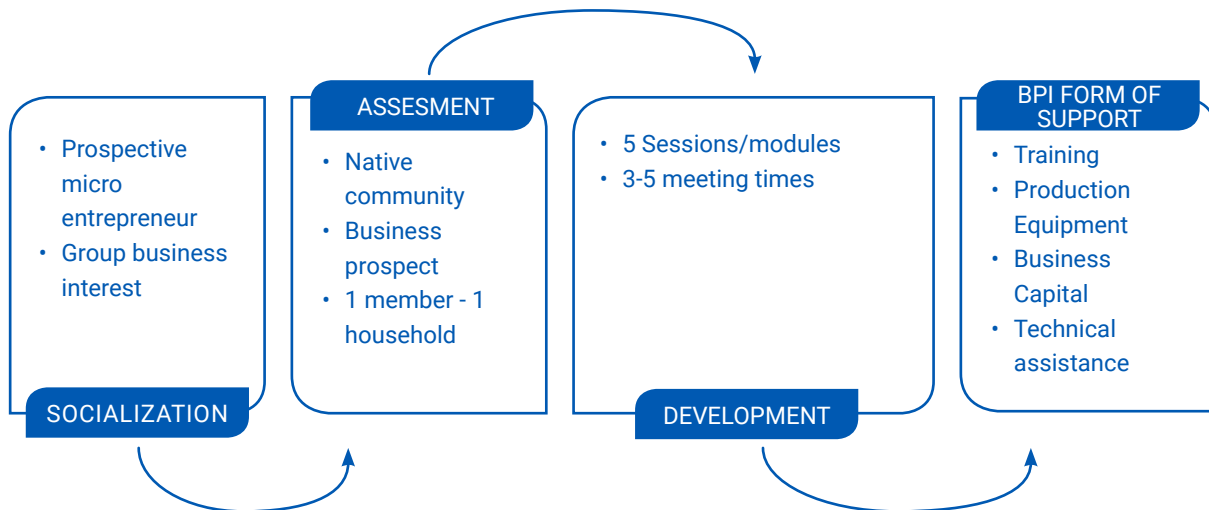 • Prospective
micro
entrepreneur
• Group business
interest
SOCIALIZATION
ASSESMENT
• Native
community
• Business
prospect
• 1 member - 1
household
• 5 Sessions/modules
• 3-5 meeting times
DEVELOPMENT
BPI FORM OF
SUPPORT
• Training
• Production
Equipment
• Business
Capital
• Technical
assistance